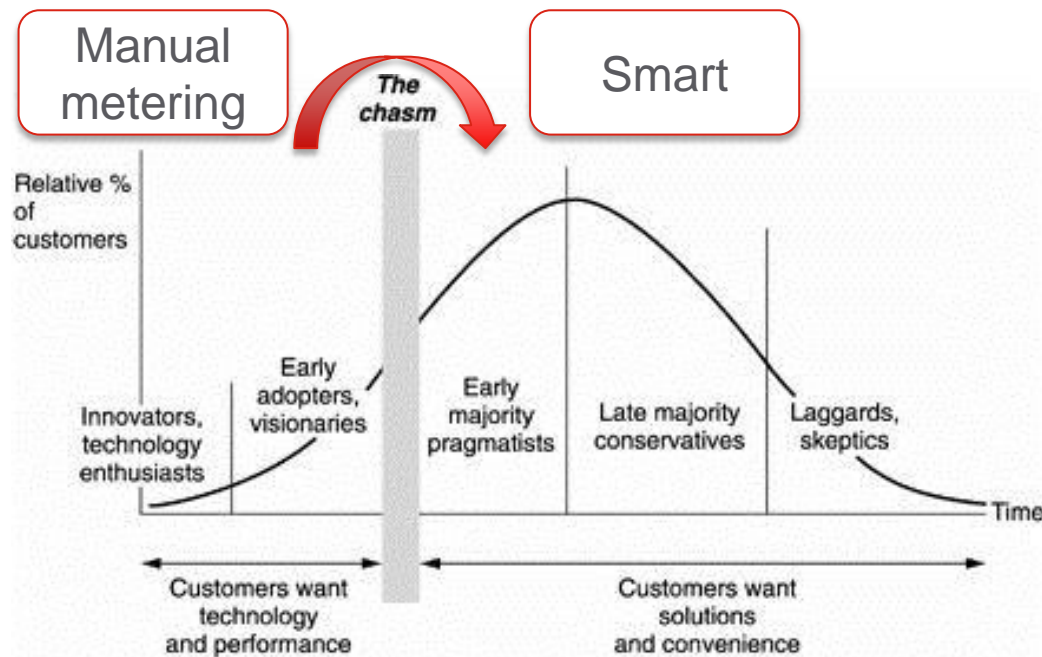 Manual
metering
Smart
The
chasm
Relative %
of
customers
Innovators,
technology
enthusiasts
Early
adopters,
visionaries
Early
majority
pragmatists
Late majority
conservatives
Laggards,
skeptics
Time
Customers want
technology
and performance
Customers want
solutions
and convenience